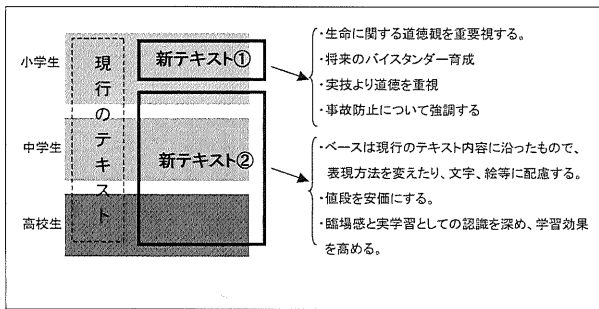 小学生
中学生
高校生
現行のテキスト
新テキスト①
新テキスト②
・生命に関する道徳観を重要視する。
・将来のバイスタンダー育成
・実技より道徳を重視
・事故防止について強調する
・ベースは現行のテキスト内容に沿ったもので、
表現方法を変えたり、文字、絵等に配慮する。
・値段を安価にする。
・臨場感と実学習としての認識を深め、学習効果
を高める。